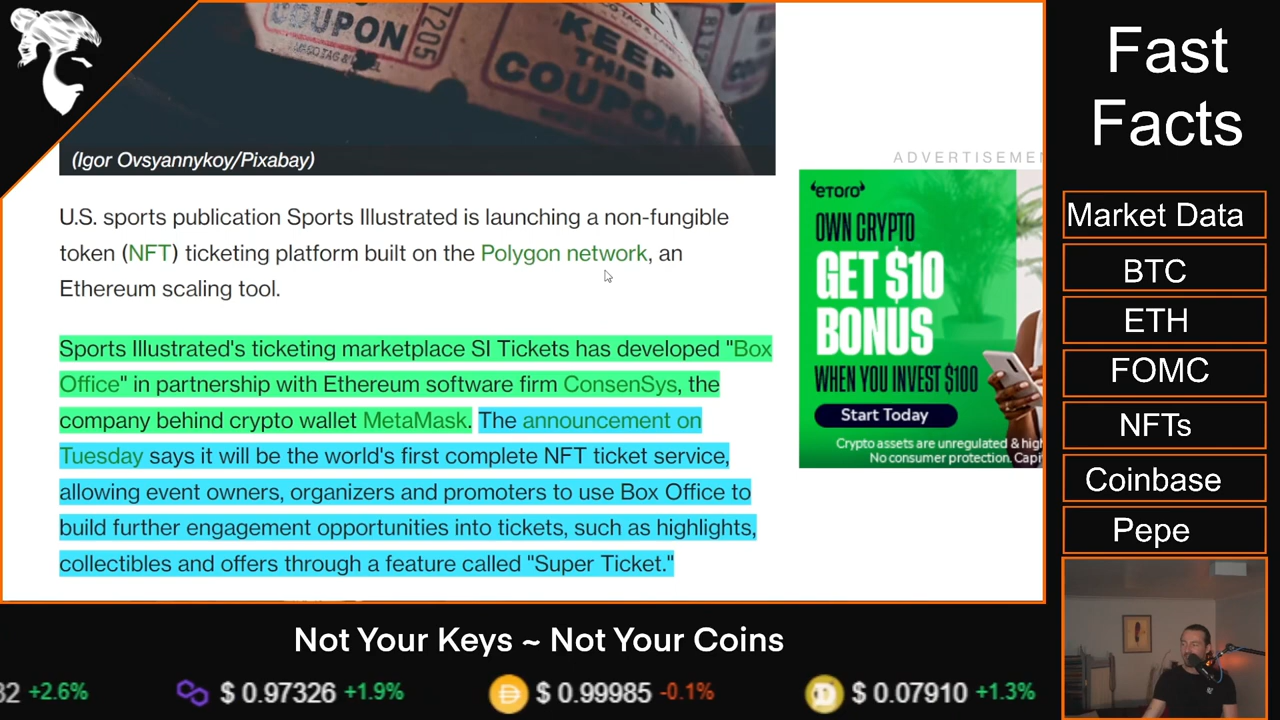 COUPON
7205
KEEP
THIS
COUPON
(Igor Ovsyannykoy/Pixabay)
U.S. sports publication Sports Illustrated is launching a non-fungible
token (NFT) ticketing platform built on the Polygon network, an
Ethereum scaling tool.
Sports Illustrated's ticketing marketplace SI Tickets has developed "Box
Office" in partnership with Ethereum software firm ConsenSys, the
company behind crypto wallet MetaMask. The announcement on
Tuesday says it will be the world's first complete NFT ticket service,
allowing event owners, organizers and promoters to use Box Office to
build further engagement opportunities into tickets, such as highlights,
collectibles and offers through a feature called "Super Ticket."
ADVERTISEMEN
eTORO
OWN CRYPTO
GET $10
BONUS
WHEN YOU INVEST $100
Start Today
Crypto assets are unregulated & high
No consumer protection. Capi
Fast
Facts
Market Data
BTC
ETH
FOMC
NFTs
Coinbase
Pepe
Not Your Keys ~ Not Your Coins
32 +2.6% $ 0.97326 +1.9% $ 0.99985 -0.1% $ 0.07910 +1.3%